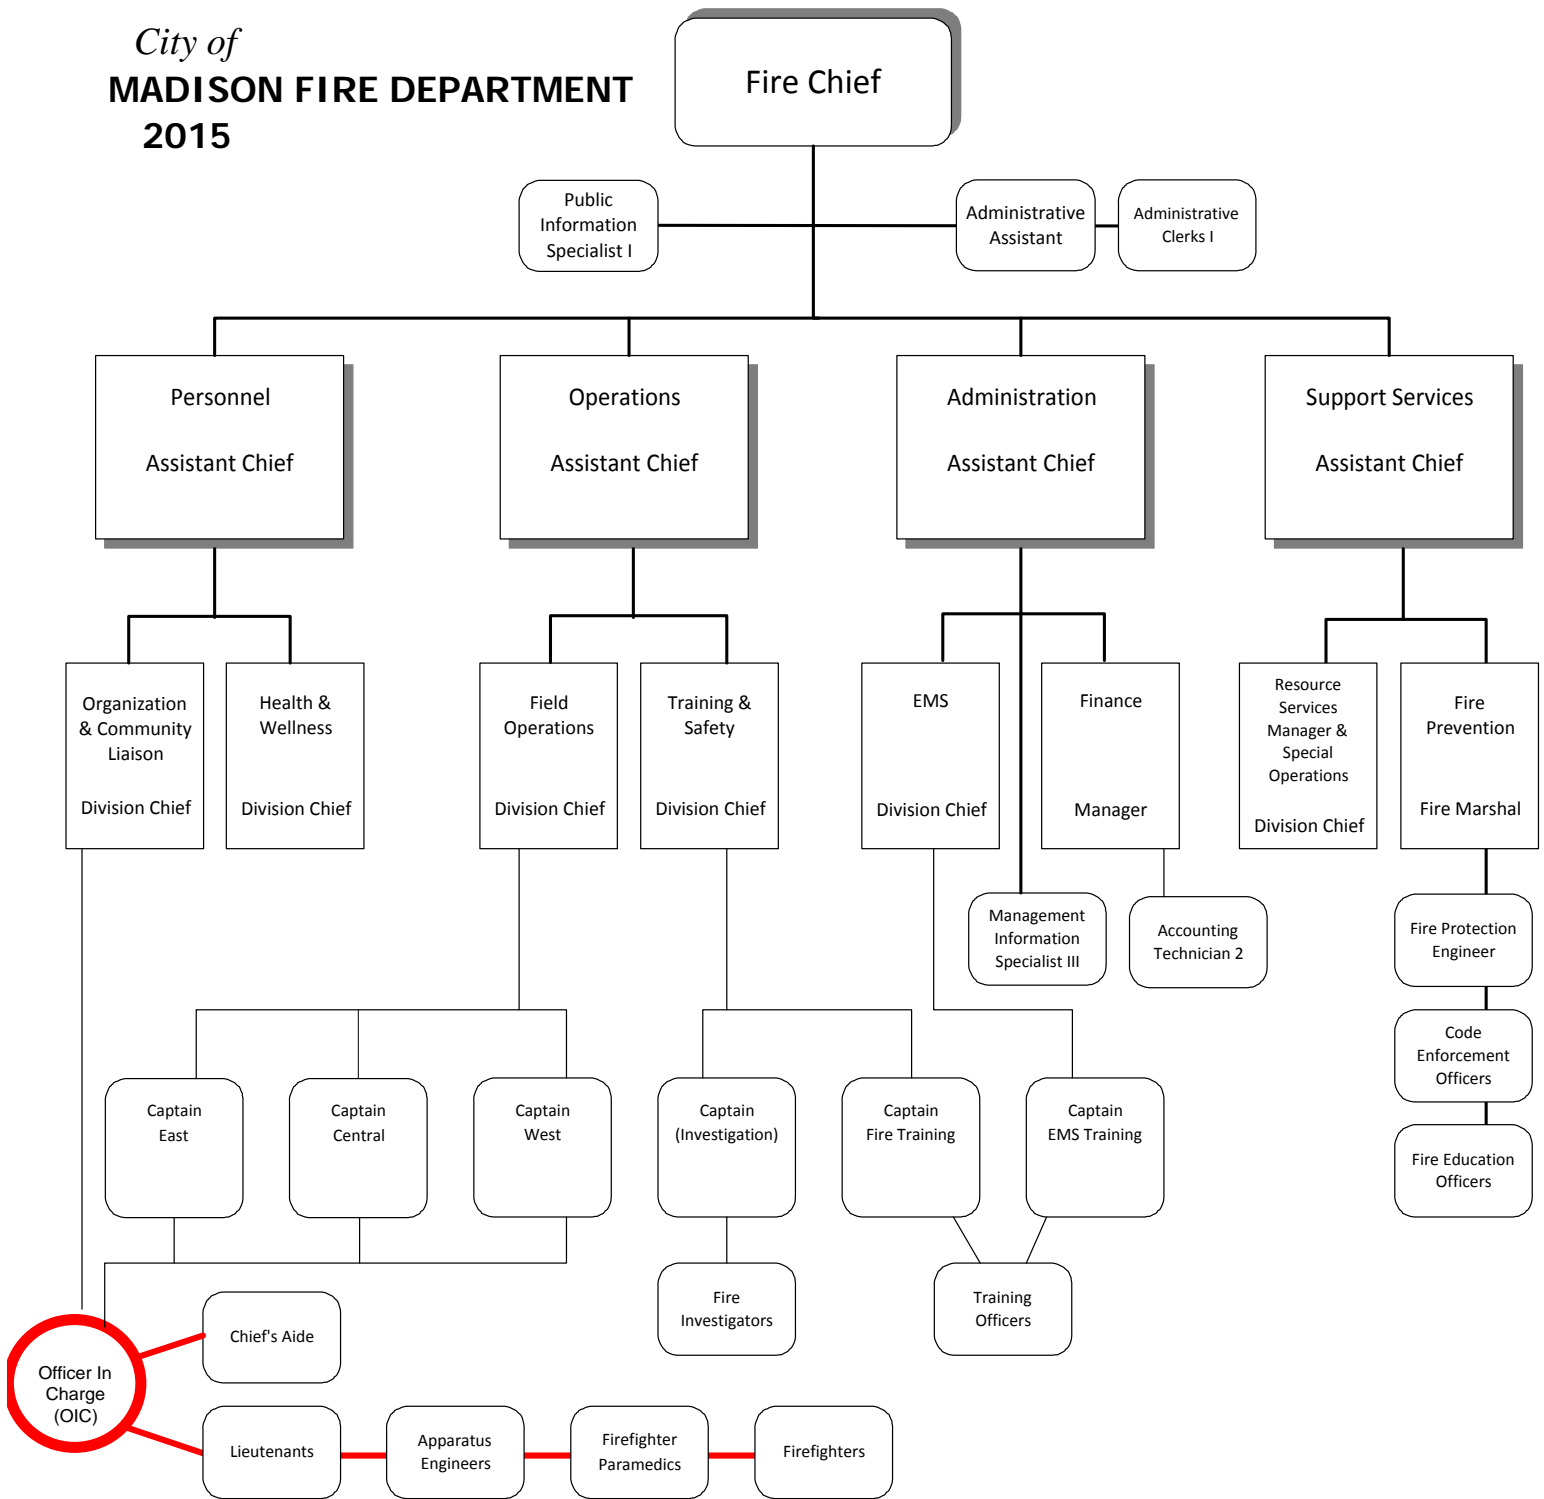 City of
MADISON FIRE DEPARTMENT
2015
Fire Chief
Public
Information
Specialist I
Administrative
Assistant
Administrative
Clerks I
Personnel
Assistant Chief
Operations
Assistant Chief
Administration
Assistant Chief
Support Services
Assistant Chief
Organization
& Community
Liaison
Division Chief
Health &
Wellness
Division Chief
Field
Operations
Division Chief
Training &
Safety
Division Chief
EMS
Division Chief
Finance
Manager
Resource
Services
Manager &
Special
Operations
Division Chief
Fire
Prevention
Fire Marshal
Management
Information
Specialist III
Accounting
Technician 2
Fire Protection
Engineer
Code
Enforcement
Officers
Fire Education
Officers
Captain
East
Captain
Central
Captain
West
Captain
(Investigation)
Captain
Fire Training
Captain
EMS Training
Fire
Investigators
Training
Officers
Officer In
Charge
(OIC)
Chief's Aide
Lieutenants
Apparatus
Engineers
Firefighter
Paramedics
Firefighters